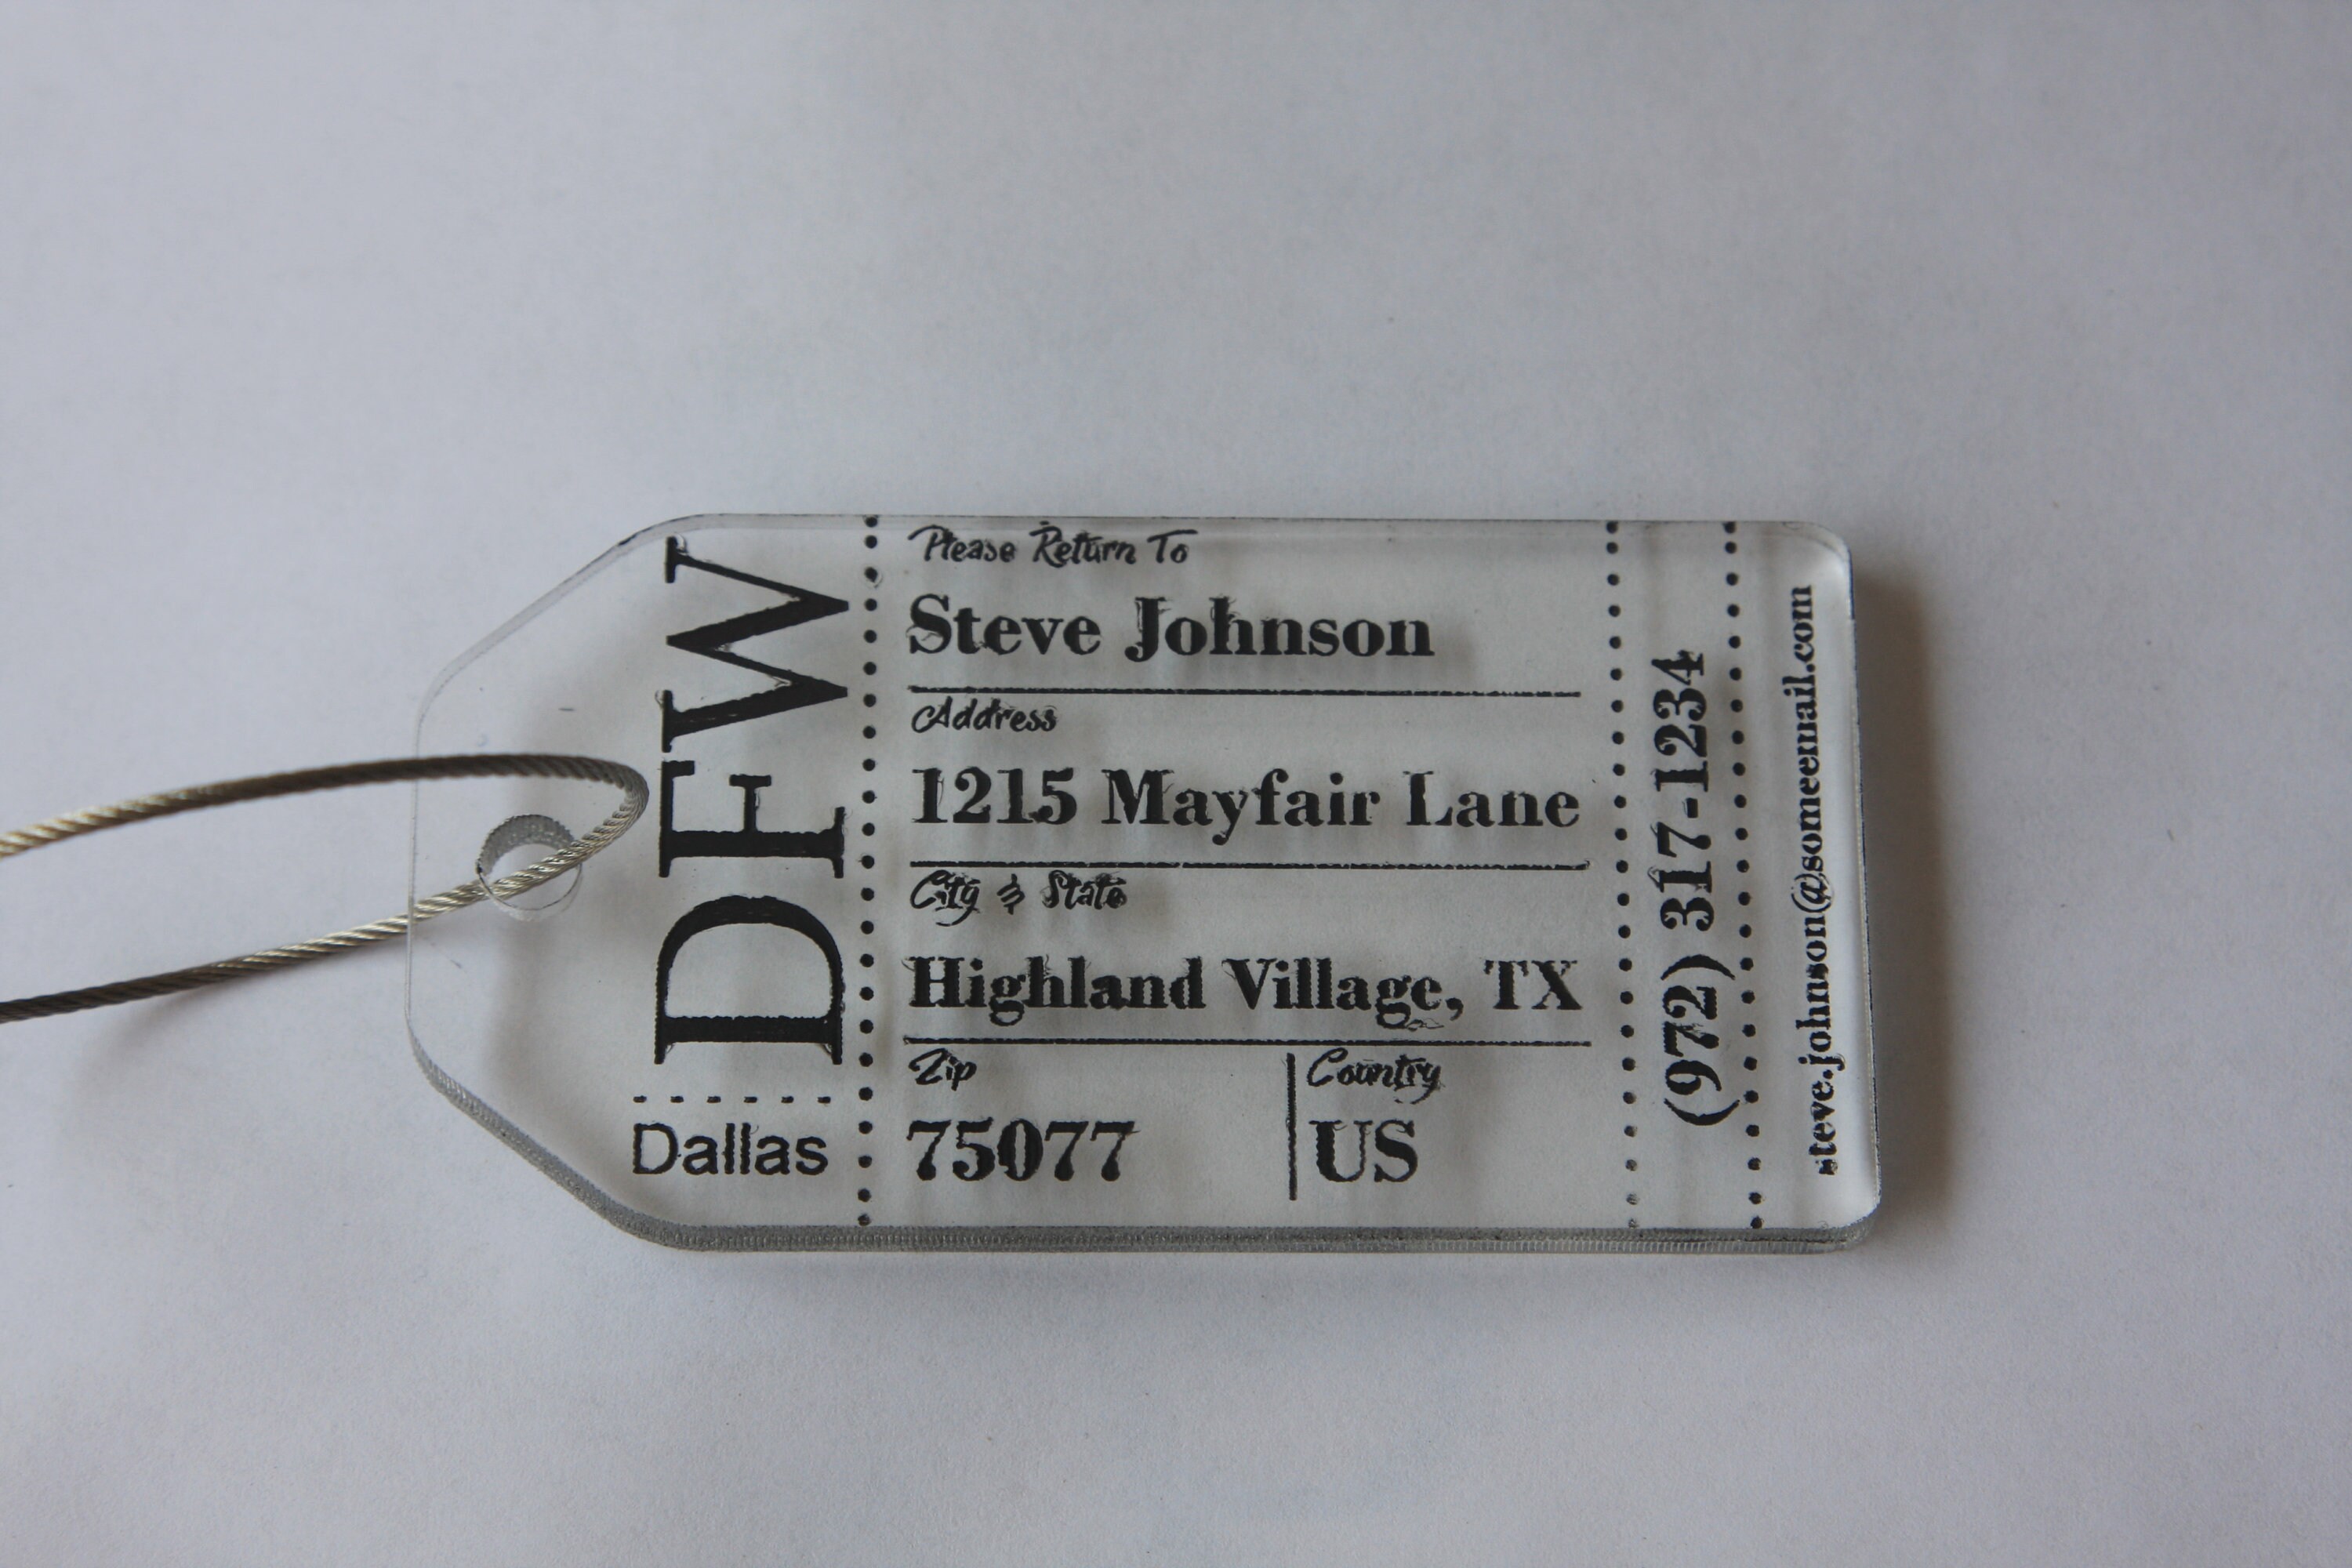 DFW
Dallas
Please Return To
Steve Johnson
Address
1215 Mayfair Lane
City & State
Highland Village, TX
Zip
75077
Country
US
(972) 317-1234
steve.johnson@someemail.com